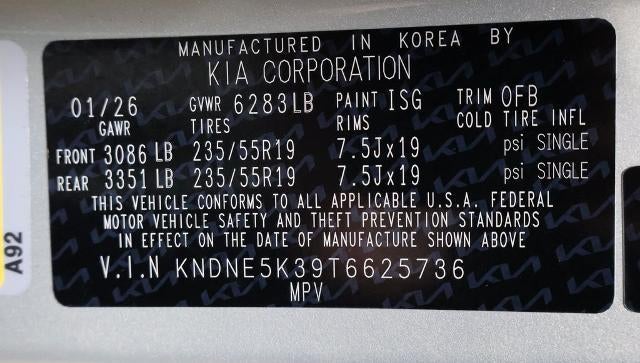 MANUFACTURED IN KOREA BY
KIA CORPORATION
01/26 GVWR 6283LB PAINT ISG TRIM OFB
GAWR TIRES RIMS COLD TIRE INFL
FRONT 3086 LB 235/55R19 7.5Jx19 psi SINGLE
REAR 3351 LB 235/55R19 7.5Jx19 psi SINGLE
THIS VEHICLE CONFORMS TO ALL APPLICABLE U.S.A. FEDERAL
MOTOR VEHICLE SAFETY AND THEFT PREVENTION STANDARDS
IN EFFECT ON THE DATE OF MANUFACTURE SHOWN ABOVE
V.I.N KNDNE5K39T6625736
MPV
A92